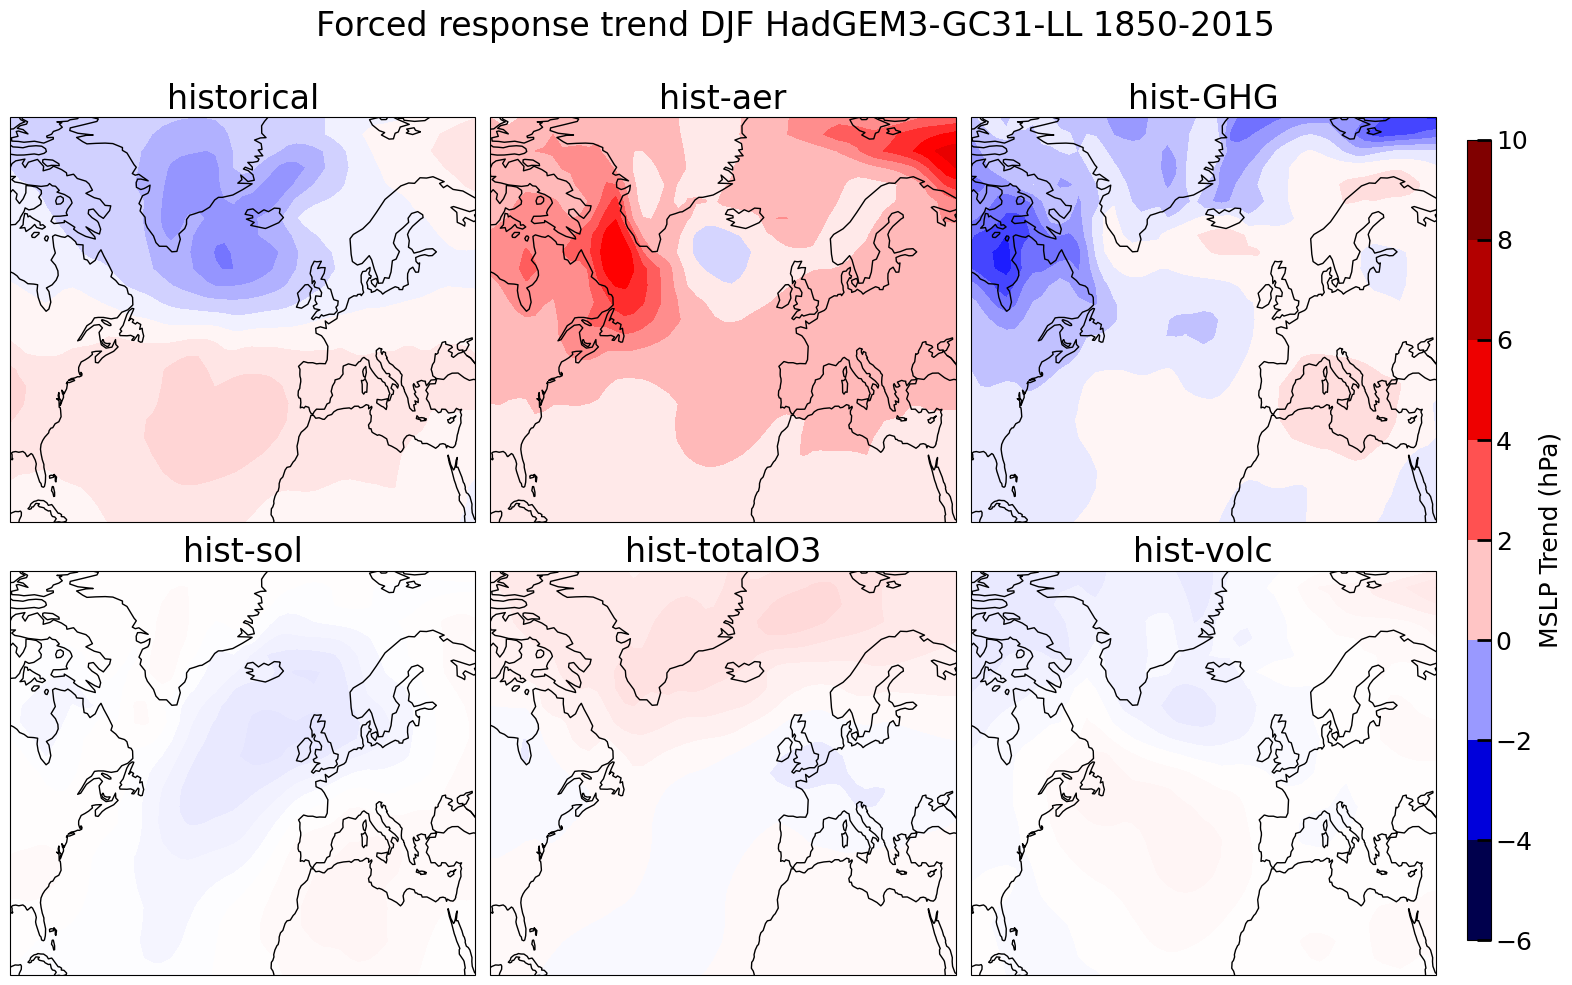 Forced response trend DJF HadGEM3-GC31-LL 1850-2015
historical
hist-aer
hist-GHG
hist-sol
hist-totalO3
hist-volc
10
8
6
4
2
0
−2
−4
−6
MSLP Trend (hPa)